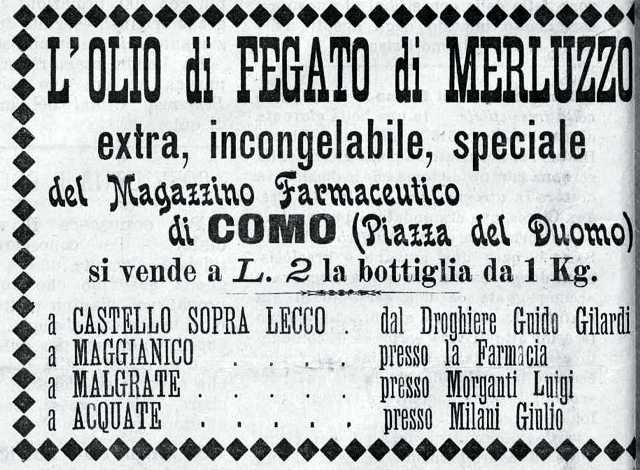 L'OLIO di FEGATO di MERLUZZO
extra, incongelabile, speciale
del Magazzino Farmaceutico
di COMO (Piazza del Duomo)
si vende a L. 2 la bottiglia da 1 Kg.
a CASTELLO SOPRA LECCO . dal Droghiere Guido Gilardi
a MAGGIANICO . . . . . presso la Farmacia
a MALGRATE . . . . . presso Morganti Luigi
a ACQUATE . . . . . presso Milani Giulio